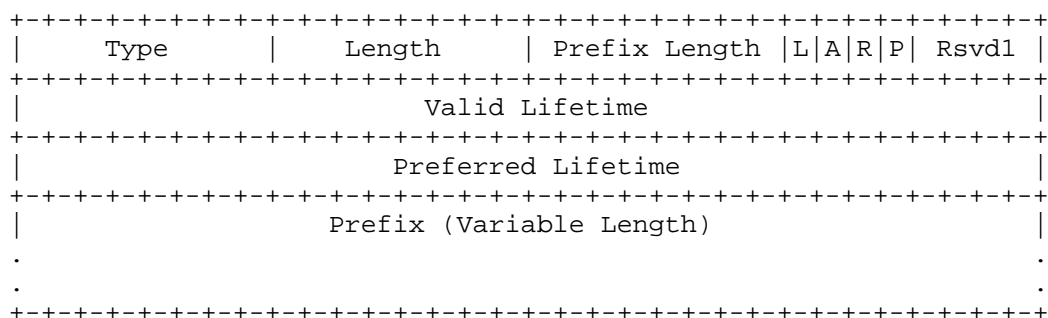 +-+-+-+-+-+-+-+-+-+-+-+-+-+-+-+-+-+-+-+-+-+-+-+-+-+-+-+-+-+-+-+-+
|     Type      |    Length     | Prefix Length |L|A|R|P| Rsvd1 |
+-+-+-+-+-+-+-+-+-+-+-+-+-+-+-+-+-+-+-+-+-+-+-+-+-+-+-+-+-+-+-+-+
|                         Valid Lifetime                        |
+-+-+-+-+-+-+-+-+-+-+-+-+-+-+-+-+-+-+-+-+-+-+-+-+-+-+-+-+-+-+-+-+
|                       Preferred Lifetime                      |
+-+-+-+-+-+-+-+-+-+-+-+-+-+-+-+-+-+-+-+-+-+-+-+-+-+-+-+-+-+-+-+-+
|                   Prefix (Variable Length)                    |
.                                                               .
.                                                               .
+-+-+-+-+-+-+-+-+-+-+-+-+-+-+-+-+-+-+-+-+-+-+-+-+-+-+-+-+-+-+-+-+